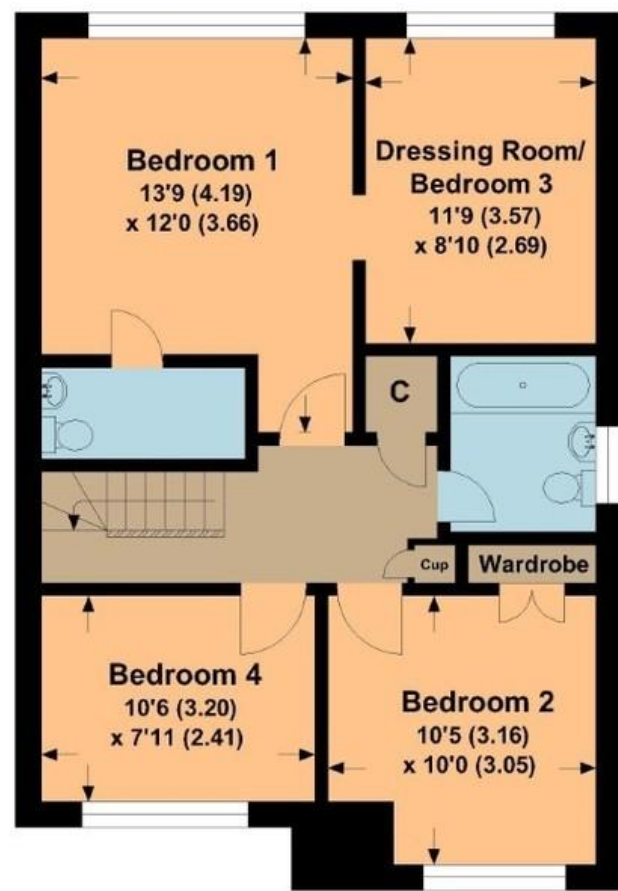 Bedroom 1
13'9 (4.19)
x 12'0 (3.66)
Dressing Room/
Bedroom 3
11'9 (3.57)
x 8'10 (2.69)
C
Cup
Wardrobe
Bedroom 4
10'6 (3.20)
x 7'11 (2.41)
Bedroom 2
10'5 (3.16)
x 10'0 (3.05)